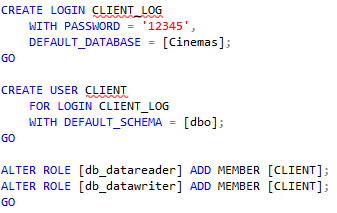 CREATE LOGIN CLIENT_LOG
WITH PASSWORD = '12345',
DEFAULT_DATABASE = [Cinemas];
GO
CREATE USER CLIENT
FOR LOGIN CLIENT_LOG
WITH DEFAULT_SCHEMA = [dbo];
GO
ALTER ROLE [db_datareader] ADD MEMBER [CLIENT];
ALTER ROLE [db_datawriter] ADD MEMBER [CLIENT];
GO